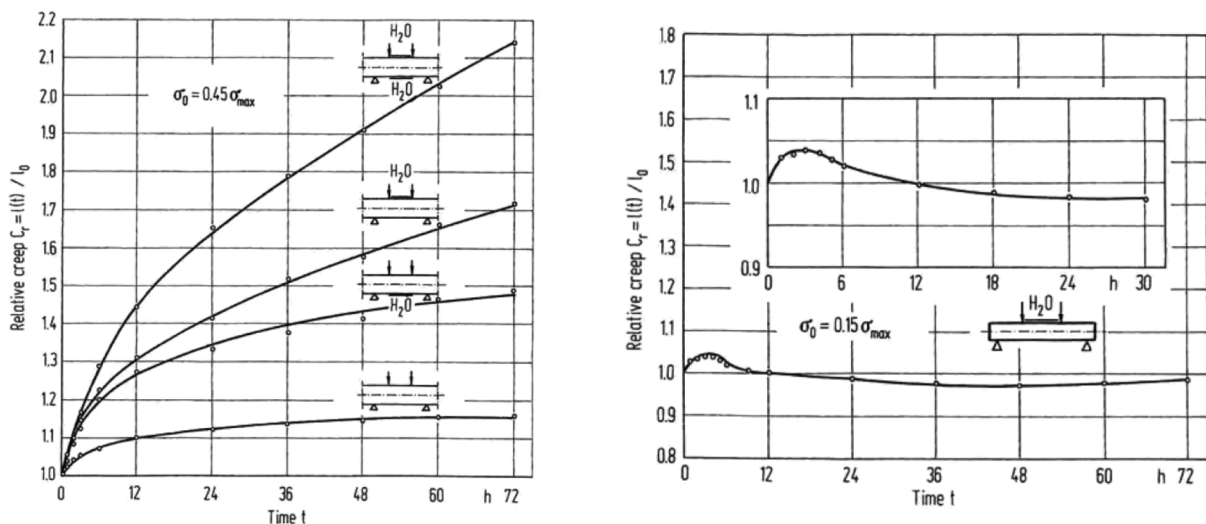 Relative creep Cᵣ = l(t) / l₀
2.2
2.1
2.0
1.9
1.8
1.7
1.6
1.5
1.4
1.3
1.2
1.1
1.0
σ₀ = 0.45 σmax
H₂O
H₂O
H₂O
H₂O
0 12 24 36 48 60 h 72
Time t
Relative creep Cᵣ = l(t) / l₀
1.8
1.7
1.6
1.5
1.4
1.3
1.2
1.1
1.0
0.9
0.8
1.1
1.0
0.9
0 6 12 18 24 h 30
σ₀ = 0.15 σmax
H₂O
0 12 24 36 48 60 h 72
Time t